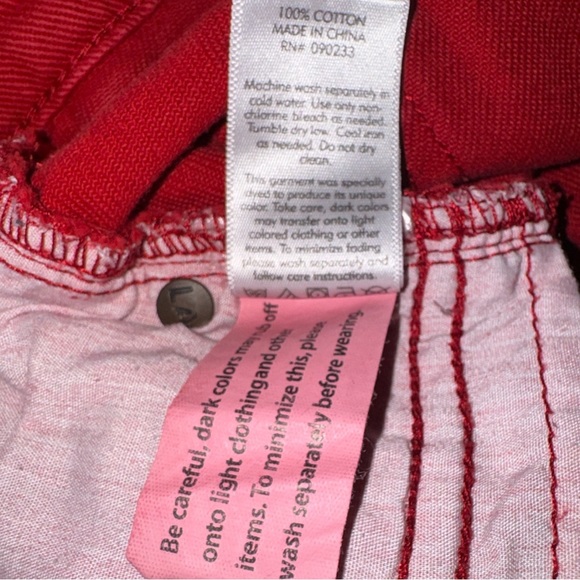 100% COTTON
MADE IN CHINA
RN# 090233
Machine wash separately in
cold water. Use only non-
chlorine bleach as needed.
Tumble dry low. Cool iron
as needed. Do not dry
clean.
This garment was specially
dyed to produce its unique
color. Take care, dark colors
may transfer onto light
colored clothing or other
items. To minimize fading
please wash separately and
follow care instructions.
Be careful, dark colors may rub off
onto light clothing and other
items. To minimize this, please
wash separately before wearing.